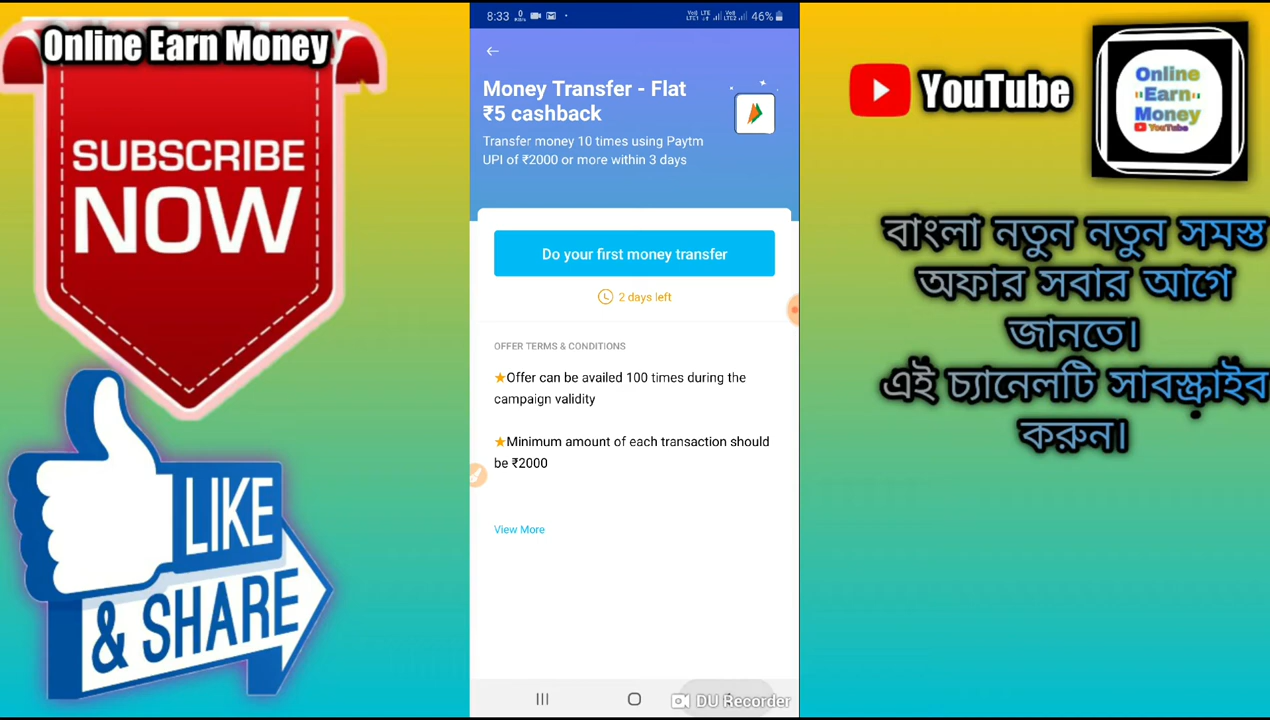 Online Earn Money
SUBSCRIBE
NOW
LIKE
& SHARE
8:33
46%
Money Transfer - Flat
₹5 cashback
Transfer money 10 times using Paytm
UPI of ₹2000 or more within 3 days
Do your first money transfer
2 days left
OFFER TERMS & CONDITIONS
★Offer can be availed 100 times during the
campaign validity
★Minimum amount of each transaction should
be ₹2000
View More
DU Recorder
YouTube
Online
Earn
Money
YouTube
বাংলা নতুন নতুন সমস্ত
অফার সবার আগে
জানতে।
এই চ্যানেলটি সাবস্ক্রাইব
করুন।